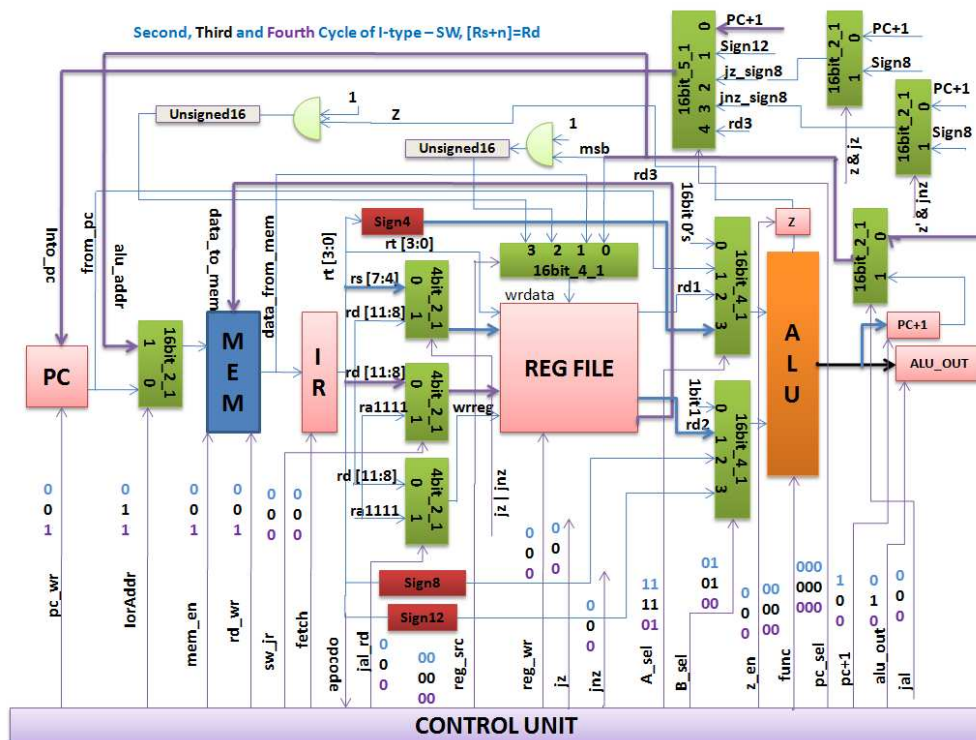 Second, Third and Fourth Cycle of I-type – SW, [Rs+n]=Rd
0 PC+1
1 Sign12
2 jz_sign8
3 jnz_sign8
4 rd3
16bit_5_1
16bit_2_1
0 PC+1
1 Sign8
16bit_2_1
0 PC+1
1 Sign8
z & jz
z' & jnz
Unsigned16
1
Z
Unsigned16
1
msb
rd3
Into_pc
from_pc
alu_addr
data_to_mem
data_from_mem
rt [3:0]
Sign4
rt [3:0]
3 2 1 0
16bit_4_1
wrdata
16bit 0's
0
1
2
3
16bit_4_1
rd1
Z
16bit_2_1
0
1
PC+1
ALU_OUT
PC
16bit_2_1
1
0
MEM
IR
rs [7:4]
rd [11:8]
4bit_2_1
0
1
rd [11:8]
ra1111
4bit_2_1
0
1
wrreg
rd [11:8]
ra1111
4bit_2_1
0
1
REG FILE
jz | jnz
1bit1
rd2
0
1
2
3
16bit_4_1
ALU
Sign8
Sign12
0 0 1
0 1 1
0 0 1
0 0 1
0 0 0
0 0 0
0 0 0
00 00 00
0 0 0
0 0 0
0 0 0
11 11 01
01 01 00
0 0 0
00 00 00
000 000 000
1 0 0
0 1 0
0 0 0
pc_wr
IorAddr
mem_en
rd_wr
sw_jr
fetch
opcode
jal_rd
reg_src
reg_wr
jz
jnz
A_sel
B_sel
z_en
func
pc_sel
pc+1
alu_out
jal
CONTROL UNIT